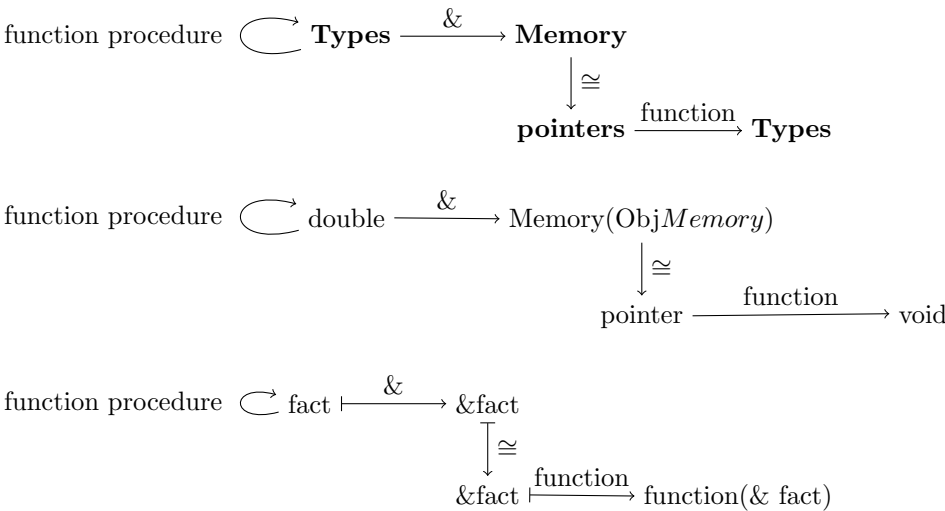 &
function procedure Types Memory
≅
function
pointers Types
&
function procedure double Memory(ObjMemory)
≅
function
pointer void
&
function procedure fact &fact
≅
function
&fact function(& fact)